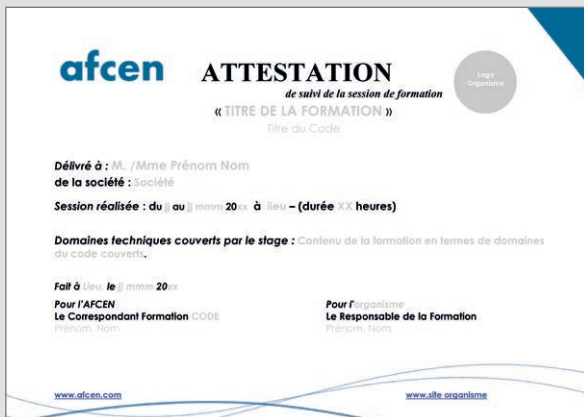 afcen
ATTESTATION
Logo
Organisme
de suivi de la session de formation
« TITRE DE LA FORMATION »
Titre du Code
Délivré à : M. /Mme Prénom Nom
de la société : Société
Session réalisée : du jj au jj mmm 20xx à lieu – (durée XX heures)
Domaines techniques couverts par le stage : Contenu de la formation en termes de domaines
du code couverts.
Fait à Lieu, le jj mmm 20xx
Pour l'AFCEN
Le Correspondant Formation CODE
Prénom, Nom
Pour l'organisme
Le Responsable de la Formation
Prénom, Nom
www.afcen.com
www.site organisme